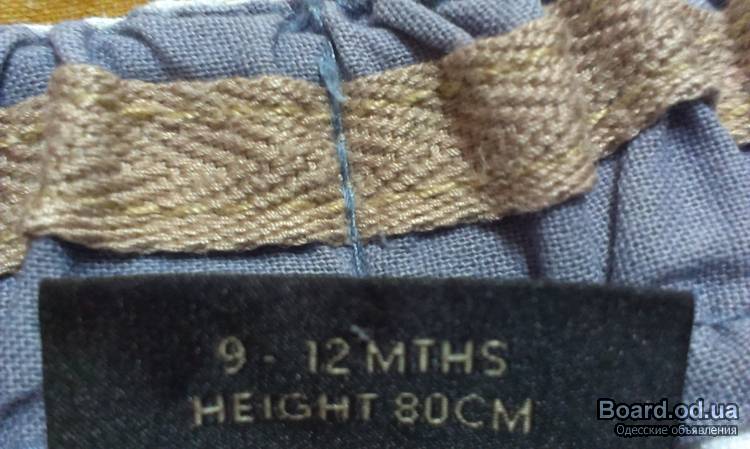 9 - 12 MTHS
HEIGHT 80CM
Board.od.ua
Одесские объявления